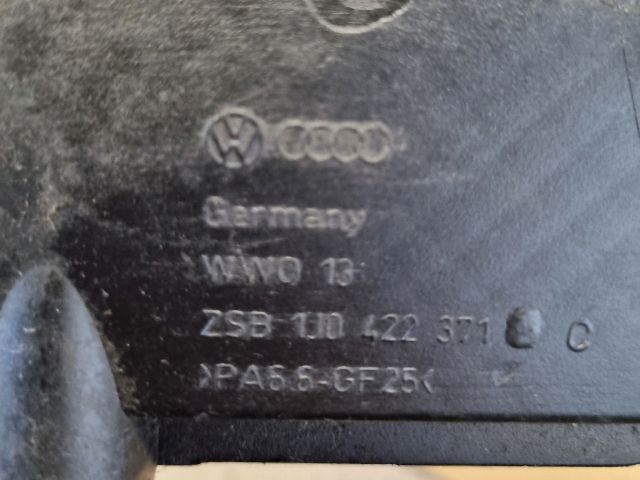 Germany
WWO 13
ZSB 1J0 422 371 C
>PA6.6-GF25<